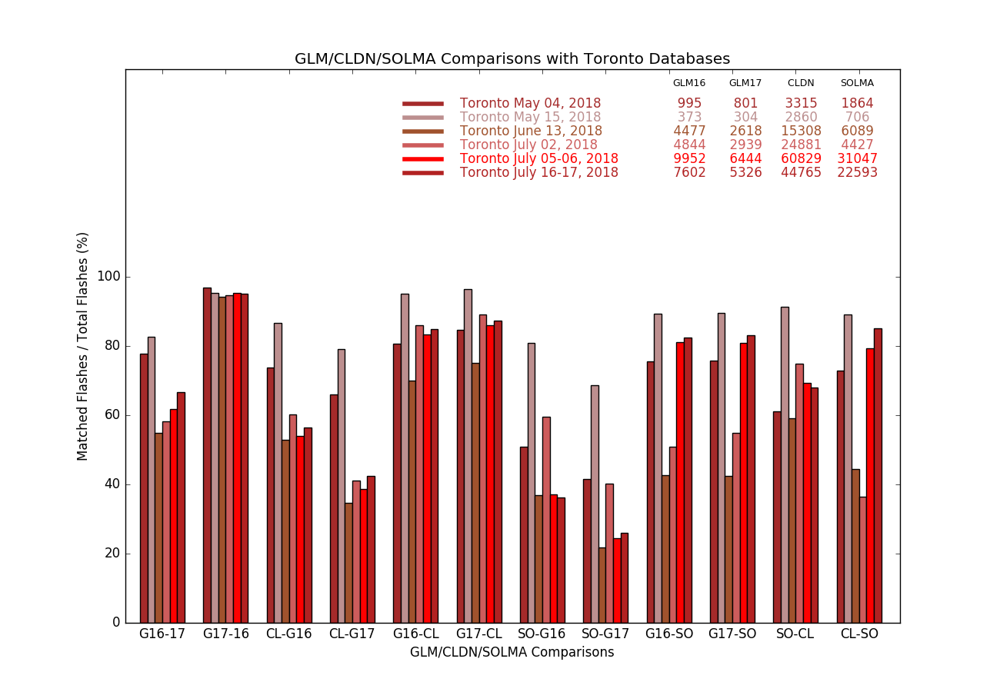 GLM/CLDN/SOLMA Comparisons with Toronto Databases
GLM16 GLM17 CLDN SOLMA
Toronto May 04, 2018 995 801 3315 1864
Toronto May 15, 2018 373 304 2860 706
Toronto June 13, 2018 4477 2618 15308 6089
Toronto July 02, 2018 4844 2939 24881 4427
Toronto July 05-06, 2018 9952 6444 60829 31047
Toronto July 16-17, 2018 7602 5326 44765 22593
Matched Flashes / Total Flashes (%)
100
80
60
40
20
0
G16-17 G17-16 CL-G16 CL-G17 G16-CL G17-CL SO-G16 SO-G17 G16-SO G17-SO SO-CL CL-SO
GLM/CLDN/SOLMA Comparisons